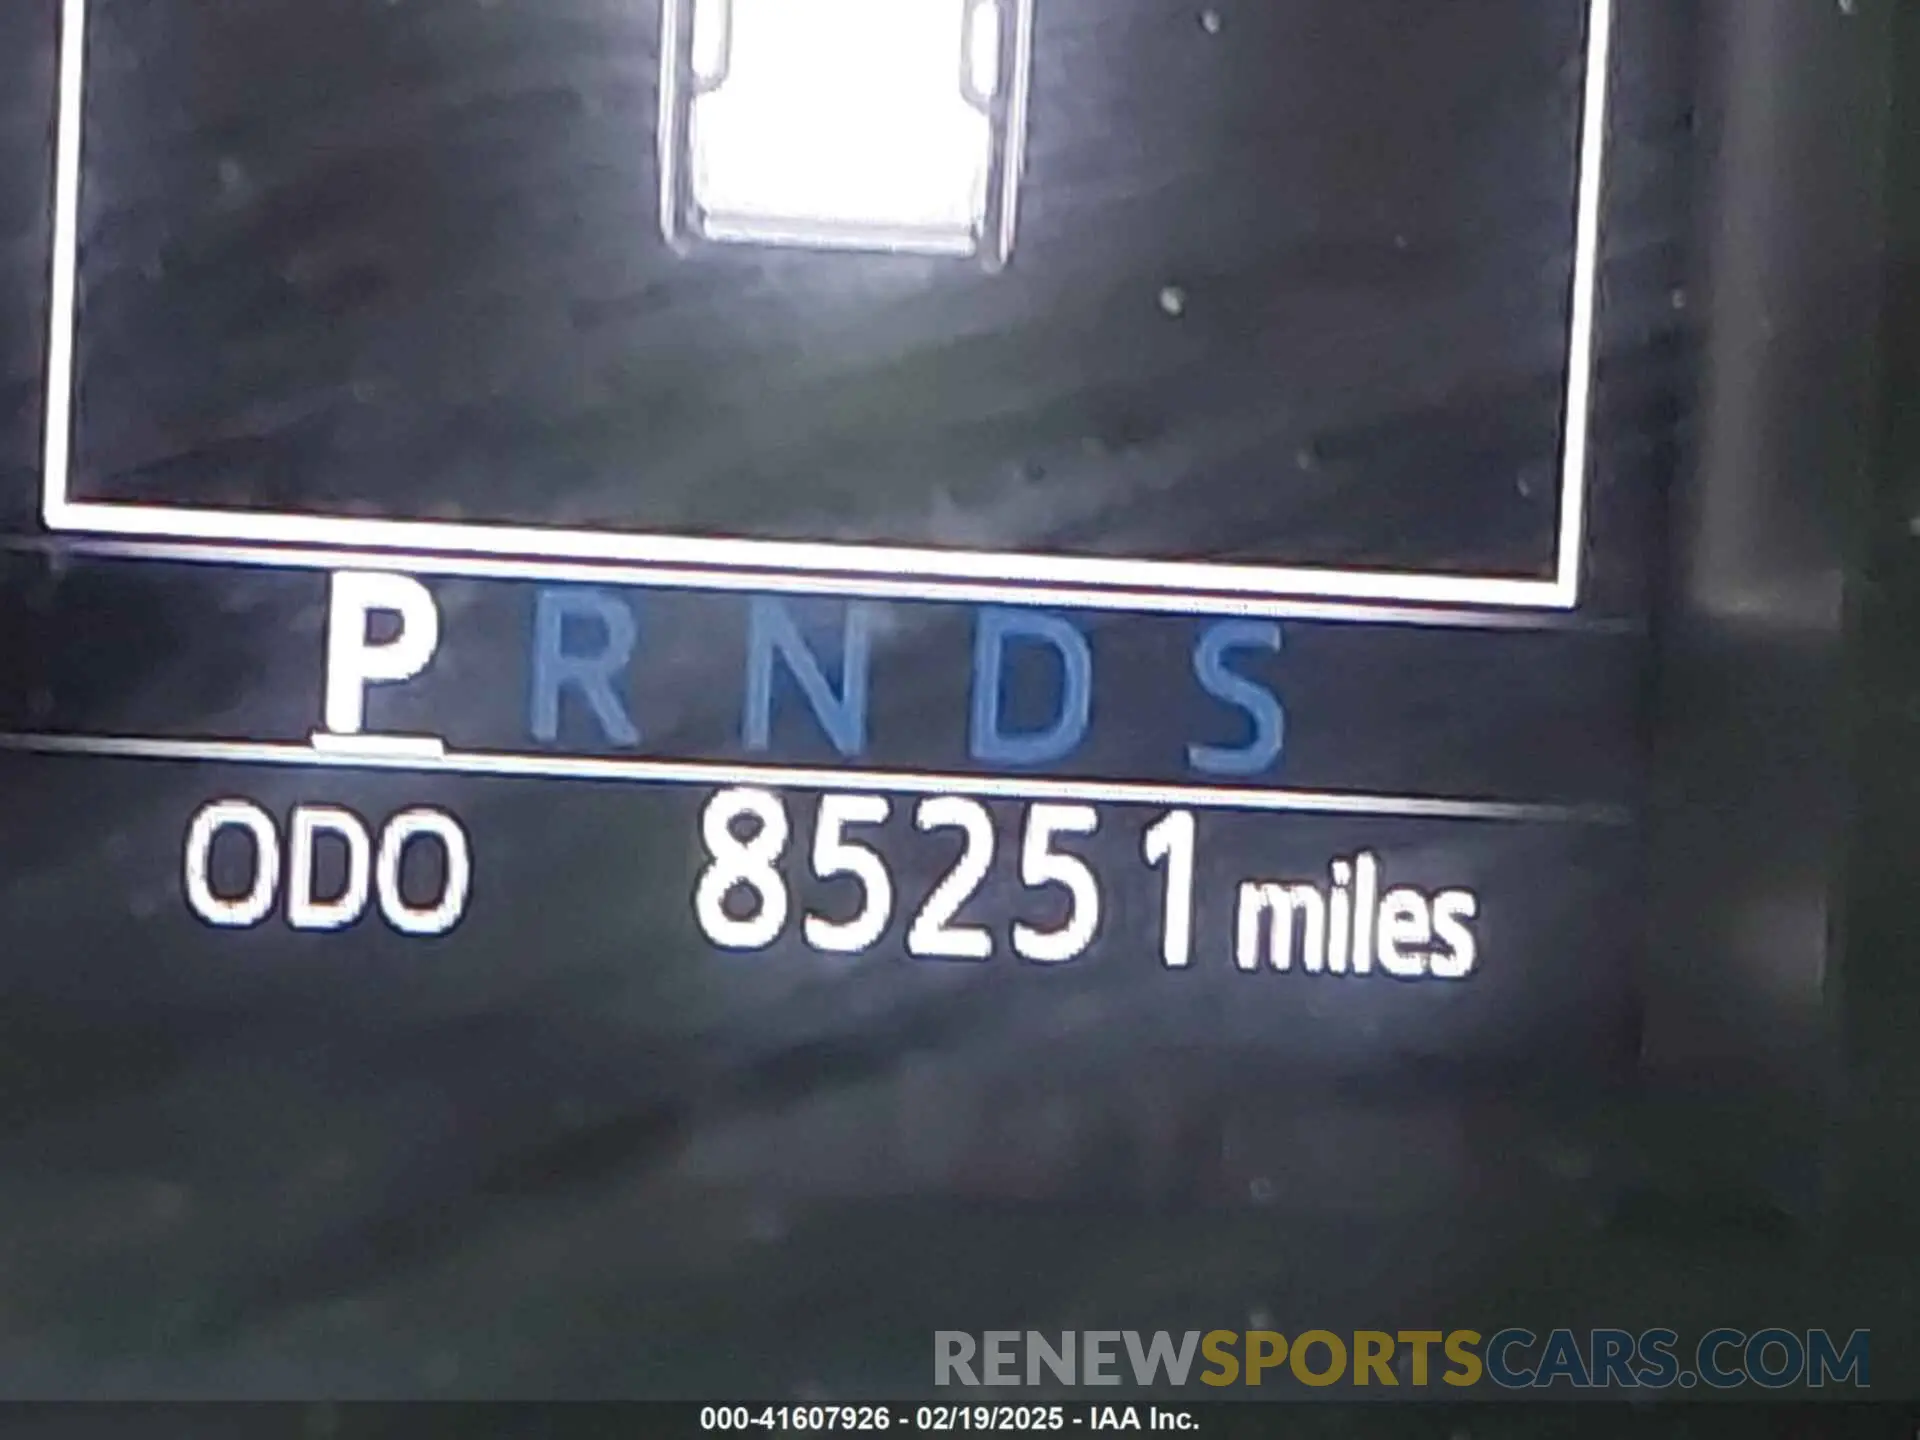 P R N D S
ODO 85251 miles
RENEWSPORTSCARS.COM
000-41607926 - 02/19/2025 - IAA Inc.